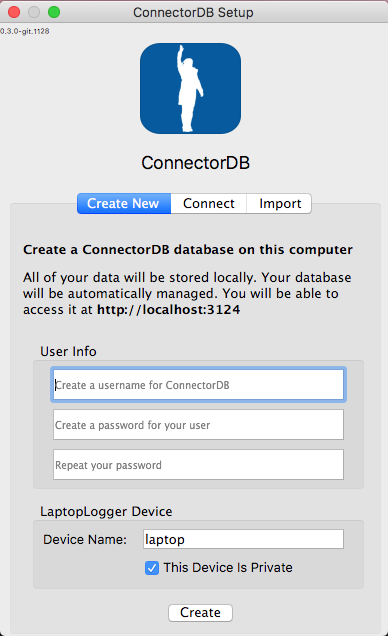 ConnectorDB Setup
0.3.0-git.1128
ConnectorDB
Create New Connect Import
Create a ConnectorDB database on this computer
All of your data will be stored locally. Your database
will be automatically managed. You will be able to
access it at http://localhost:3124
User Info
Create a username for ConnectorDB
Create a password for your user
Repeat your password
LaptopLogger Device
Device Name: laptop
This Device Is Private
Create